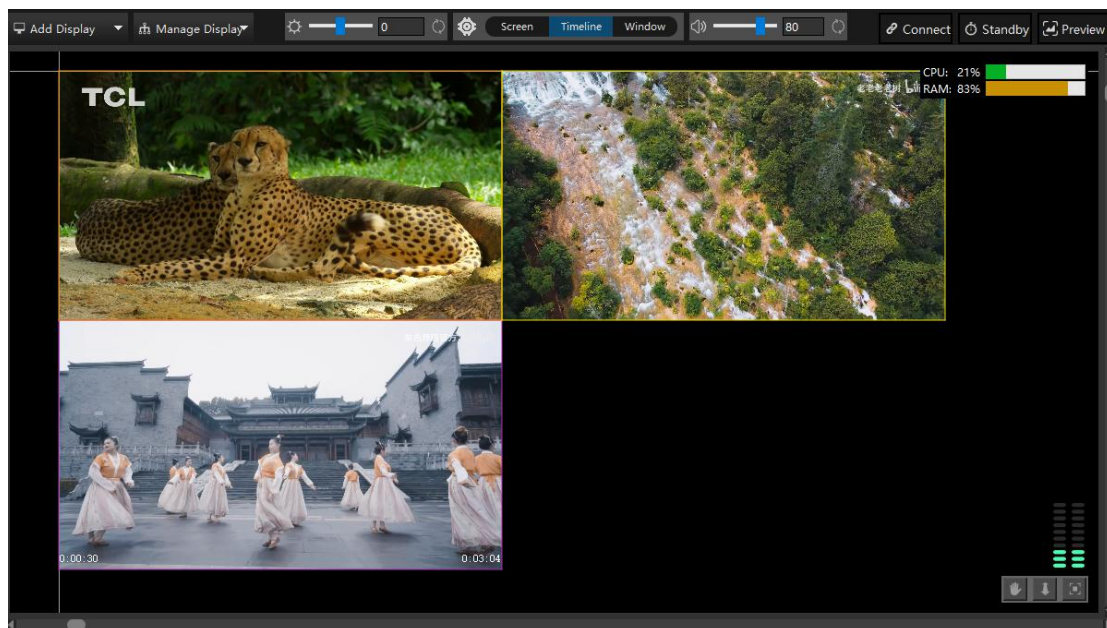 Add Display
Manage Display
0
Screen
Timeline
Window
80
Connect
Standby
Preview
CPU: 21%
RAM: 83%
TCL
0:00:30
0:03:04